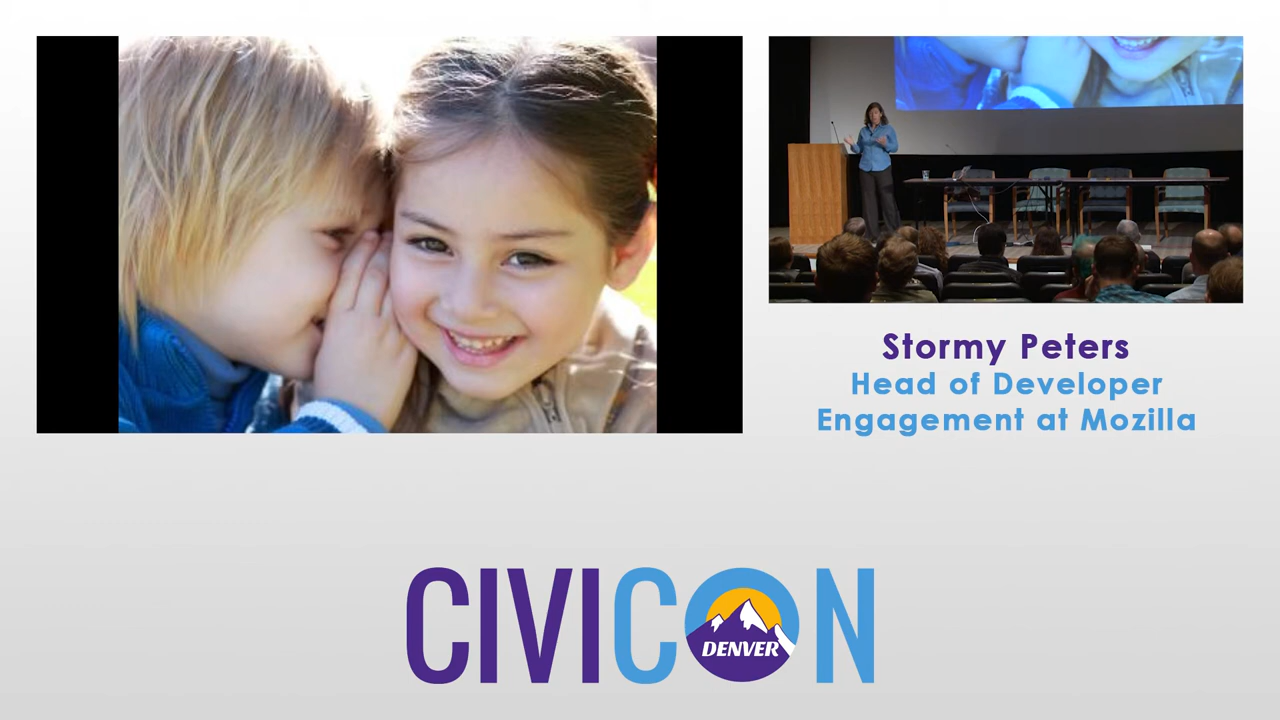 Stormy Peters
Head of Developer
Engagement at Mozilla
CIVICON
DENVER